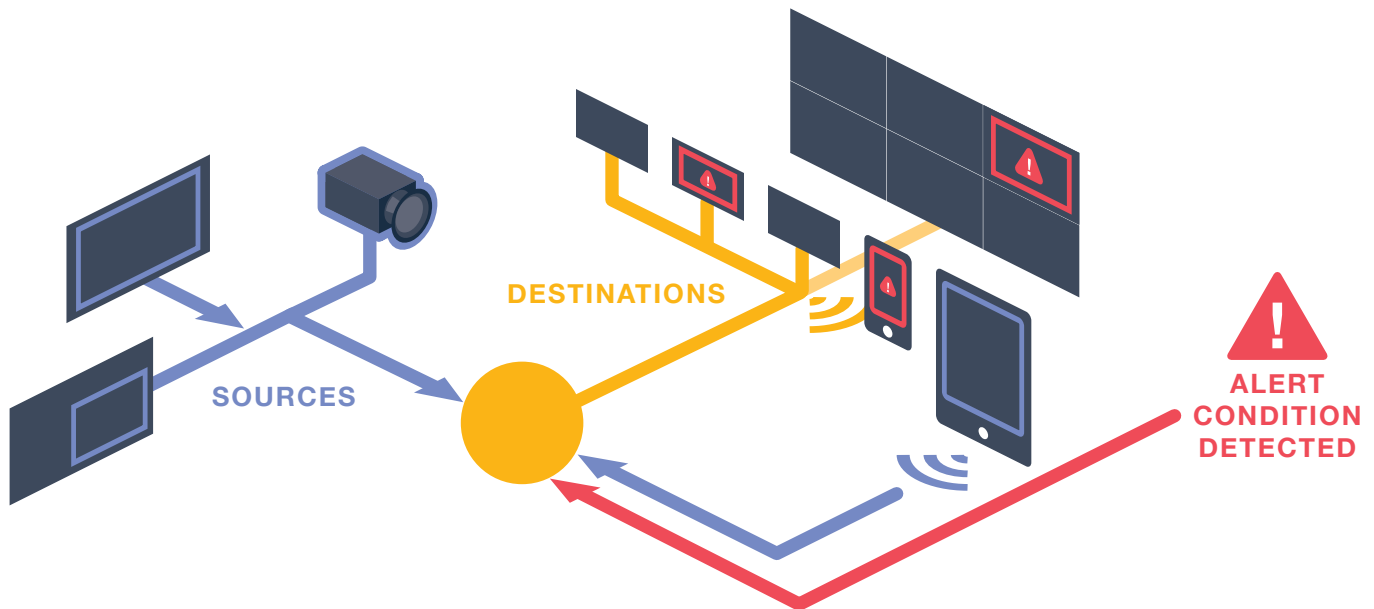 DESTINATIONS
SOURCES
!
!
!
!
ALERT
CONDITION
DETECTED